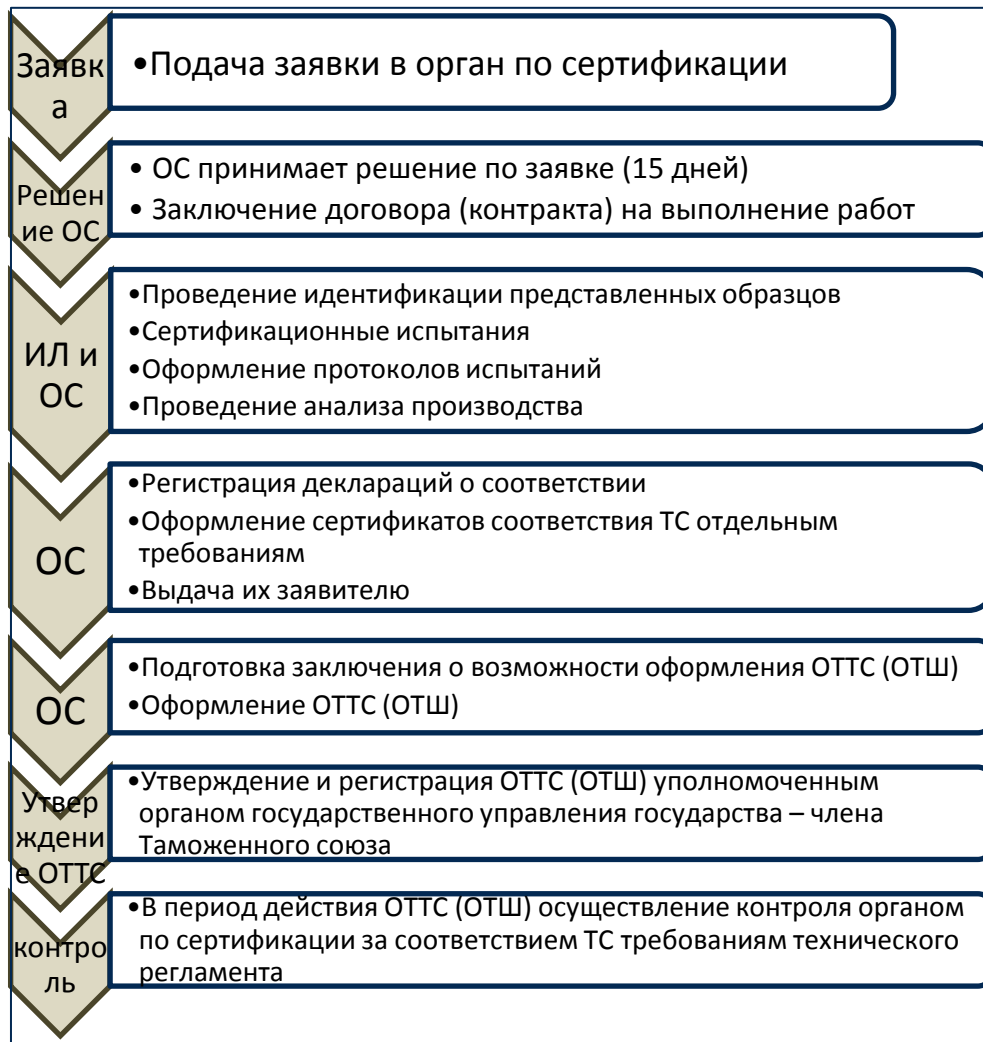 Заявк
а
•Подача заявки в орган по сертификации
Решен
ие ОС
• ОС принимает решение по заявке (15 дней)
• Заключение договора (контракта) на выполнение работ
ИЛ и
ОС
•Проведение идентификации представленных образцов
•Сертификационные испытания
•Оформление протоколов испытаний
•Проведение анализа производства
ОС
•Регистрация деклараций о соответствии
•Оформление сертификатов соответствия ТС отдельным
требованиям
•Выдача их заявителю
ОС
•Подготовка заключения о возможности оформления ОТТС (ОТШ)
•Оформление ОТТС (ОТШ)
Утвер
ждени
е ОТТС
•Утверждение и регистрация ОТТС (ОТШ) уполномоченным
органом государственного управления государства – члена
Таможенного союза
контро
ль
•В период действия ОТТС (ОТШ) осуществление контроля органом
по сертификации за соответствием ТС требованиям технического
регламента